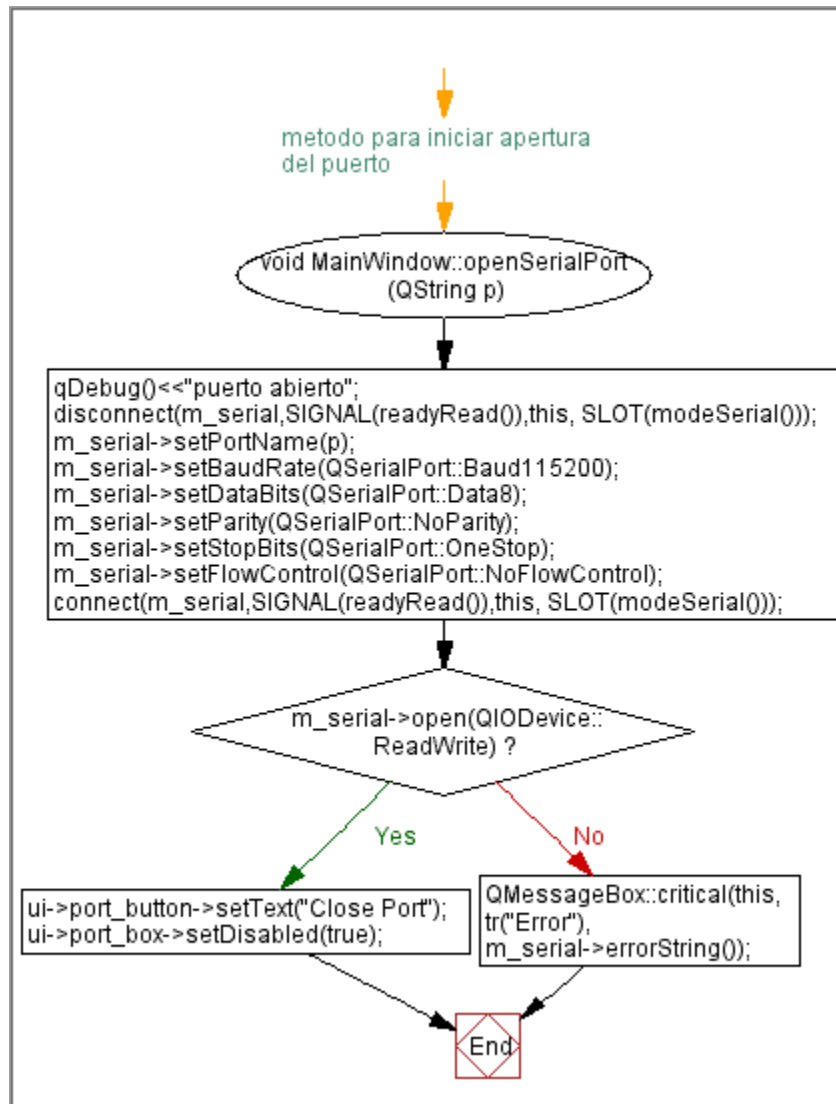 metodo para iniciar apertura
del puerto
void MainWindow::openSerialPort
(QString p)
qDebug()<<"puerto abierto";
disconnect(m_serial,SIGNAL(readyRead()),this, SLOT(modeSerial()));
m_serial->setPortName(p);
m_serial->setBaudRate(QSerialPort::Baud115200);
m_serial->setDataBits(QSerialPort::Data8);
m_serial->setParity(QSerialPort::NoParity);
m_serial->setStopBits(QSerialPort::OneStop);
m_serial->setFlowControl(QSerialPort::NoFlowControl);
connect(m_serial,SIGNAL(readyRead()),this, SLOT(modeSerial()));
m_serial->open(QIODevice::
ReadWrite) ?
Yes
No
ui->port_button->setText("Close Port");
ui->port_box->setDisabled(true);
QMessageBox::critical(this,
tr("Error"),
m_serial->errorString());
End